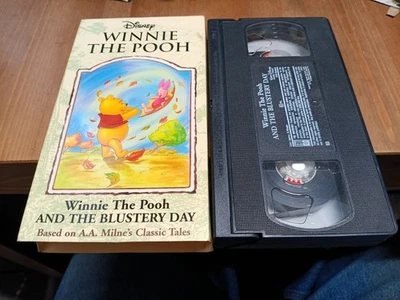 Disney
WINNIE
THE POOH
Winnie The Pooh
AND THE BLUSTERY DAY
Based on A.A. Milne's Classic Tales
Winnie The Pooh
AND THE BLUSTERY DAY